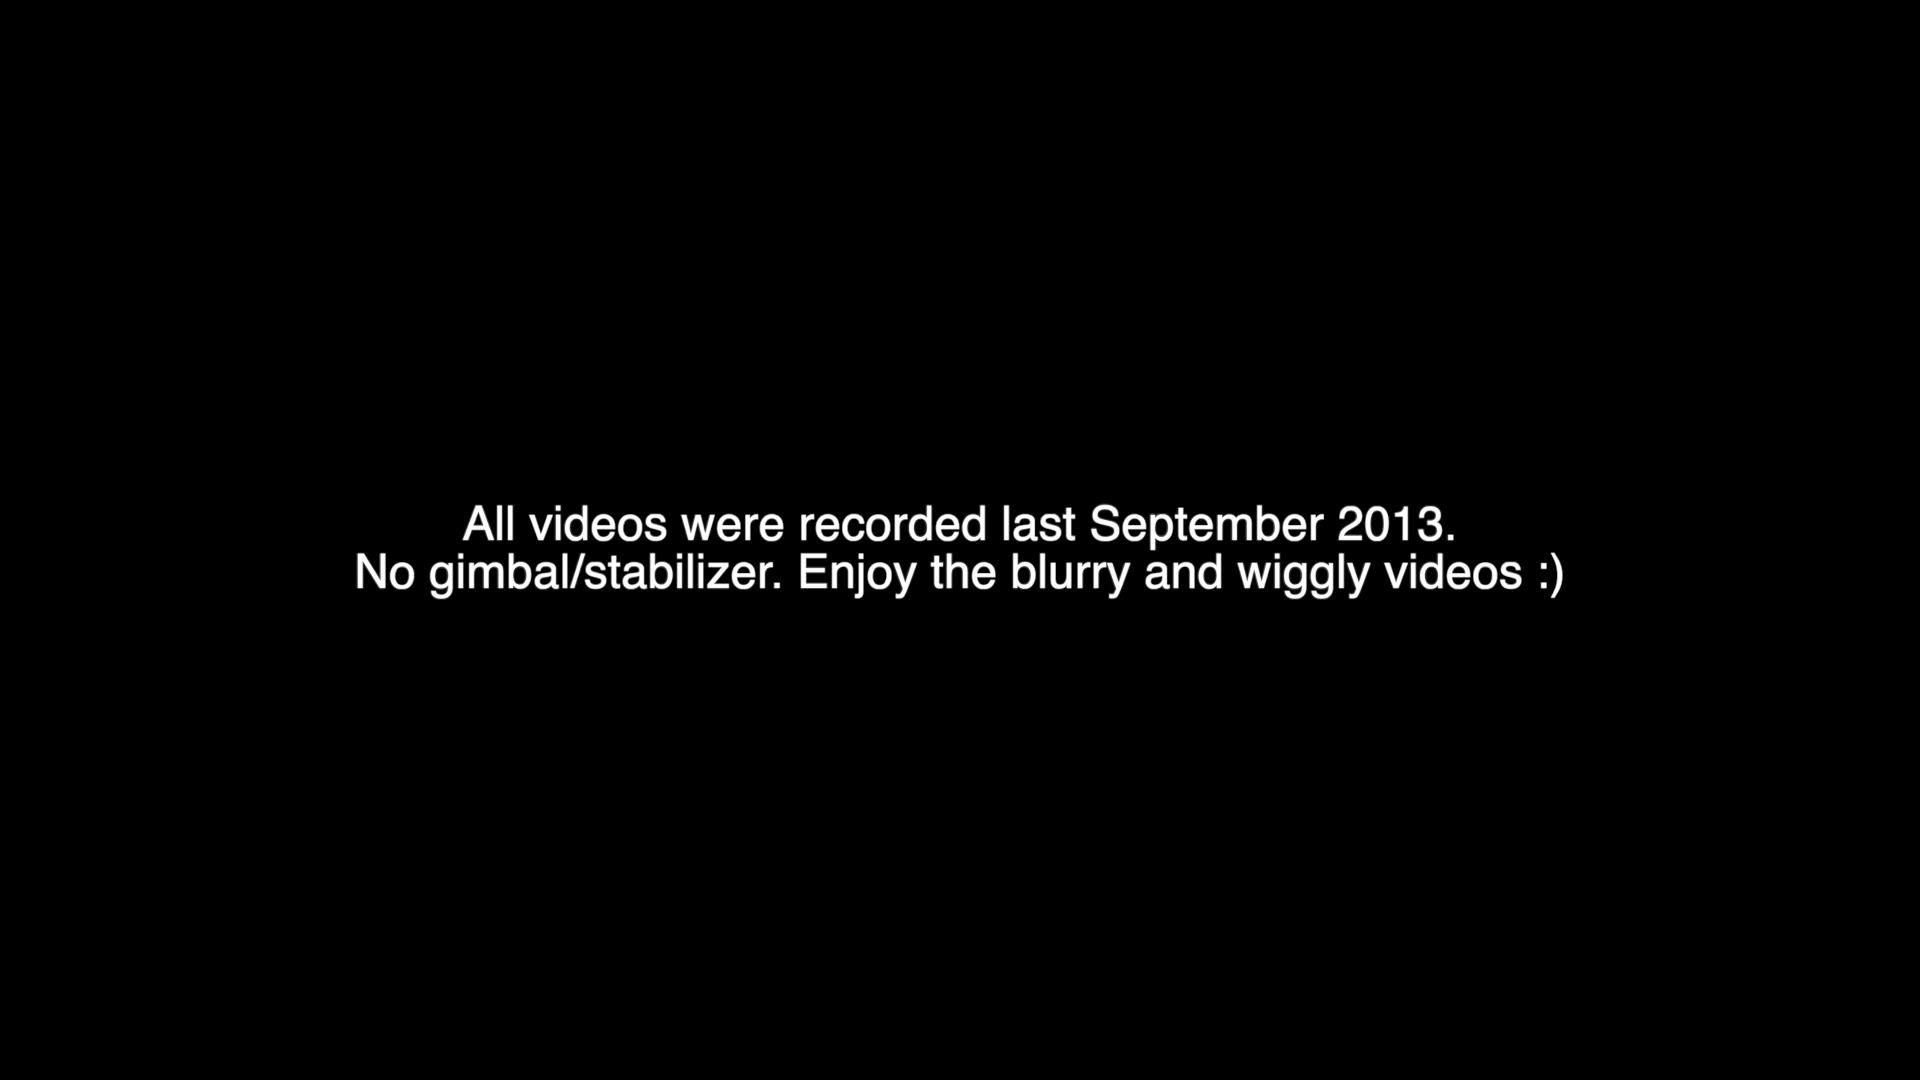 All videos were recorded last September 2013.
No gimbal/stabilizer. Enjoy the blurry and wiggly videos :)